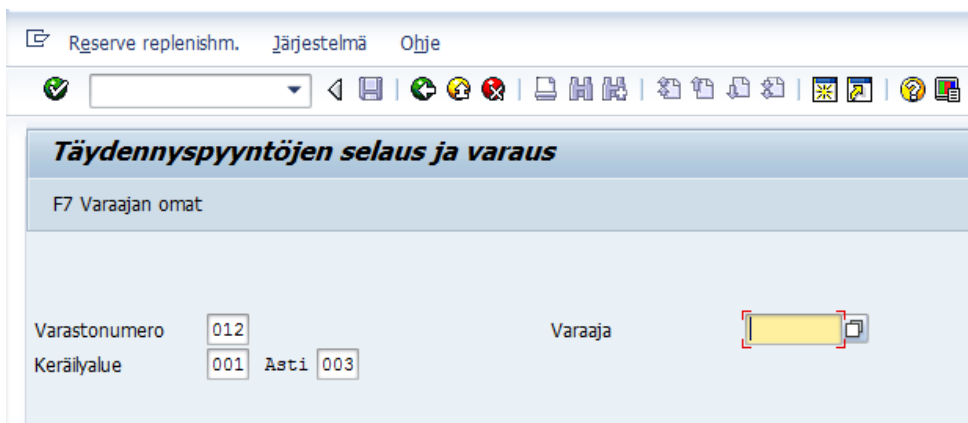 Reserve replenishm. Järjestelmä Ohje
Täydennyspyyntöjen selaus ja varaus
F7 Varaajan omat
Varastonumero 012 Varaaja
Keräilyalue 001 Asti 003